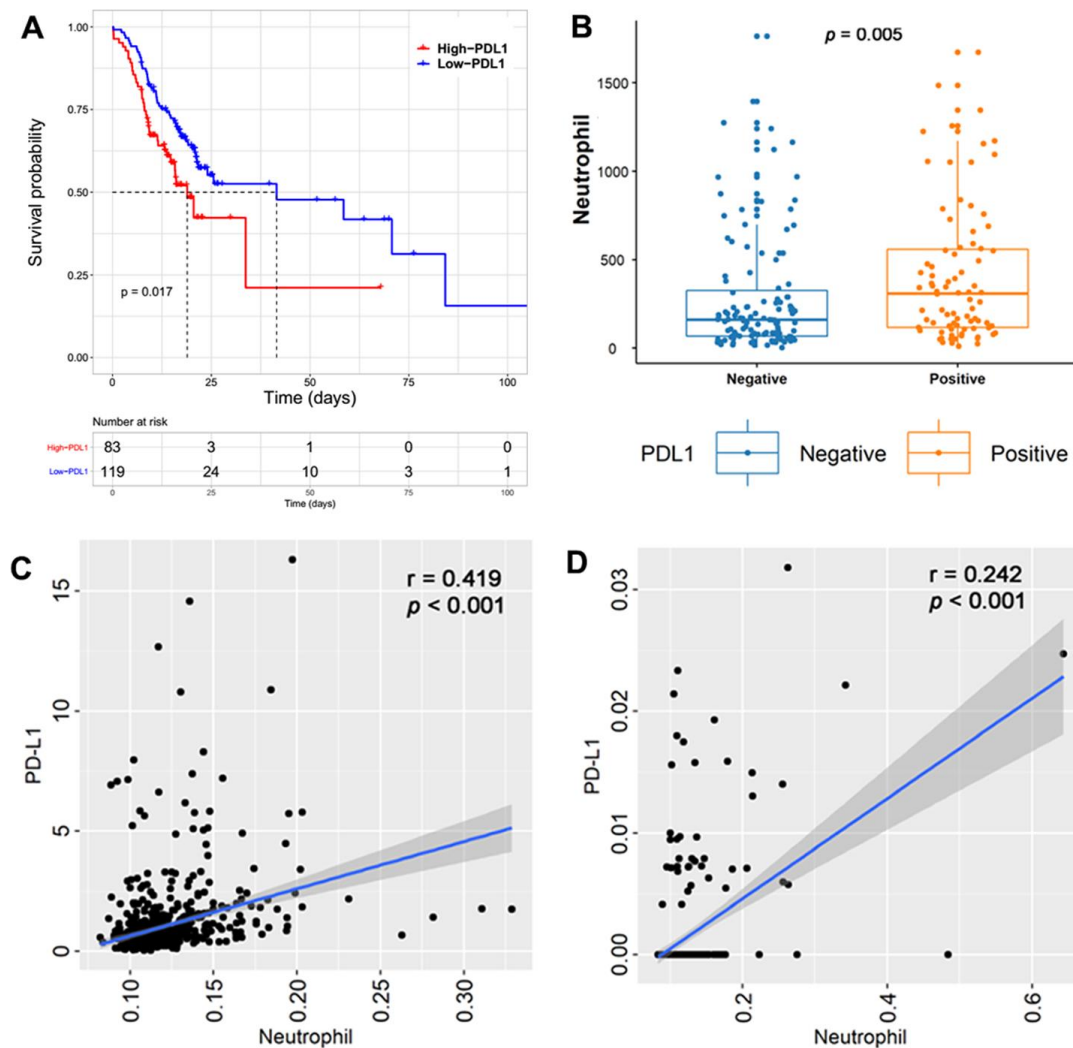 A
High-PDL1
Low-PDL1
Survival probability
1.00
0.75
0.50
0.25
0.00
p = 0.017
0 25 50 75 100
Time (days)
Number at risk
High-PDL1 83 3 1 0 0
Low-PDL1 119 24 10 3 1
0 25 50 75 100
Time (days)
B
p = 0.005
Neutrophil
1500
1000
500
0
Negative Positive
PDL1 Negative Positive
C
r = 0.419
p < 0.001
PD-L1
15
10
5
0
0.10 0.15 0.20 0.25 0.30
Neutrophil
D
r = 0.242
p < 0.001
PD-L1
0.03
0.02
0.01
0.00
0.2 0.4 0.6
Neutrophil